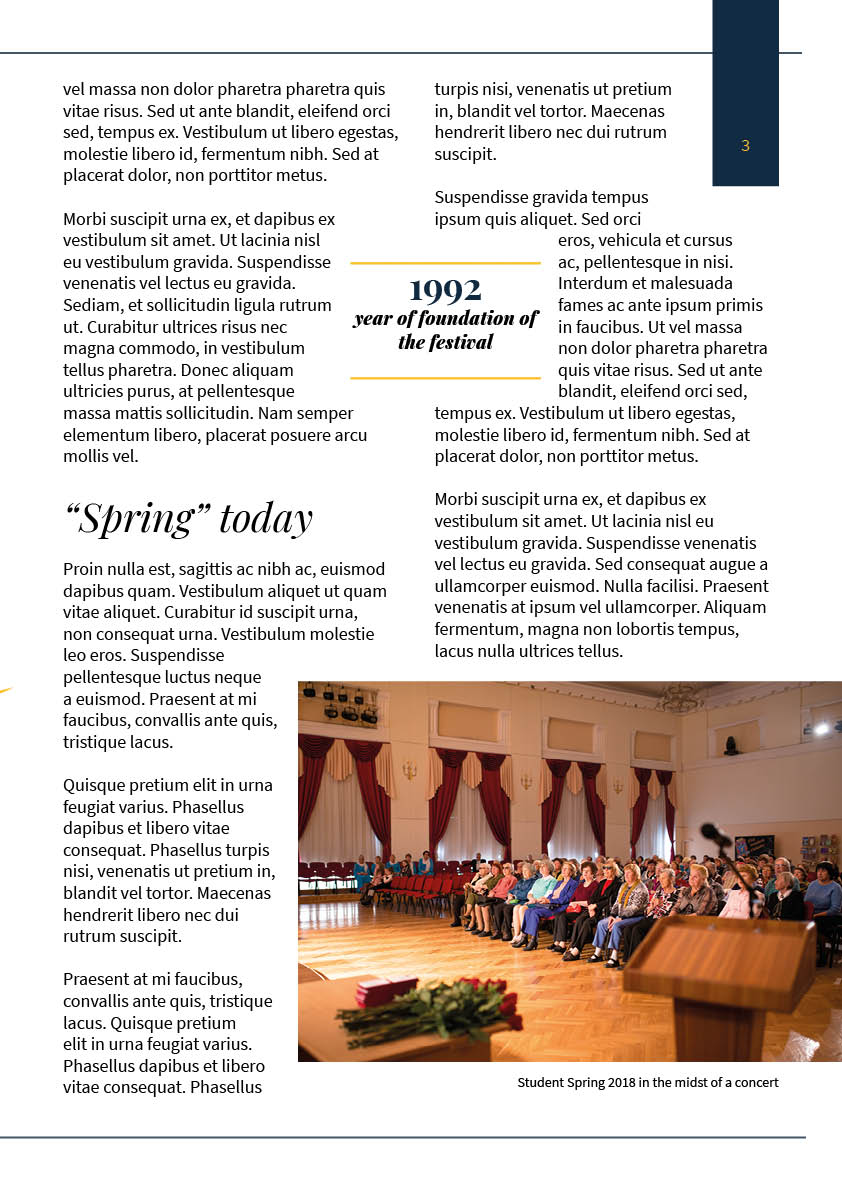 3
vel massa non dolor pharetra pharetra quis
vitae risus. Sed ut ante blandit, eleifend orci
sed, tempus ex. Vestibulum ut libero egestas,
molestie libero id, fermentum nibh. Sed at
placerat dolor, non porttitor metus.
Morbi suscipit urna ex, et dapibus ex
vestibulum sit amet. Ut lacinia nisl
eu vestibulum gravida. Suspendisse
venenatis vel lectus eu gravida.
Sediam, et sollicitudin ligula rutrum
ut. Curabitur ultrices risus nec
magna commodo, in vestibulum
tellus pharetra. Donec aliquam
ultricies purus, at pellentesque
massa mattis sollicitudin. Nam semper
elementum libero, placerat posuere arcu
mollis vel.
“Spring” today
Proin nulla est, sagittis ac nibh ac, euismod
dapibus quam. Vestibulum aliquet ut quam
vitae aliquet. Curabitur id suscipit urna,
non consequat urna. Vestibulum molestie
leo eros. Suspendisse
pellentesque luctus neque
a euismod. Praesent at mi
faucibus, convallis ante quis,
tristique lacus.
Quisque pretium elit in urna
feugiat varius. Phasellus
dapibus et libero vitae
consequat. Phasellus turpis
nisi, venenatis ut pretium in,
blandit vel tortor. Maecenas
hendrerit libero nec dui
rutrum suscipit.
Praesent at mi faucibus,
convallis ante quis, tristique
lacus. Quisque pretium
elit in urna feugiat varius.
Phasellus dapibus et libero
vitae consequat. Phasellus
turpis nisi, venenatis ut pretium
in, blandit vel tortor. Maecenas
hendrerit libero nec dui rutrum
suscipit.
Suspendisse gravida tempus
ipsum quis aliquet. Sed orci
eros, vehicula et cursus
ac, pellentesque in nisi.
Interdum et malesuada
fames ac ante ipsum primis
in faucibus. Ut vel massa
non dolor pharetra pharetra
quis vitae risus. Sed ut ante
blandit, eleifend orci sed,
tempus ex. Vestibulum ut libero egestas,
molestie libero id, fermentum nibh. Sed at
placerat dolor, non porttitor metus.
1992
year of foundation of
the festival
Morbi suscipit urna ex, et dapibus ex
vestibulum sit amet. Ut lacinia nisl eu
vestibulum gravida. Suspendisse venenatis
vel lectus eu gravida. Sed consequat augue a
ullamcorper euismod. Nulla facilisi. Praesent
venenatis at ipsum vel ullamcorper. Aliquam
fermentum, magna non lobortis tempus,
lacus nulla ultrices tellus.
Student Spring 2018 in the midst of a concert